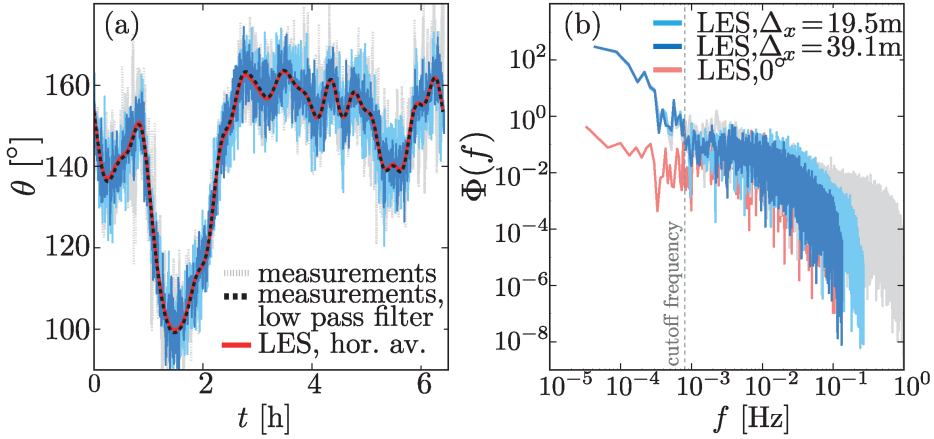 (a)
θ [°]
160
140
120
100
measurements
measurements,
low pass filter
LES, hor. av.
0
2
4
6
t [h]
(b)
LES, Δx = 19.5m
LES, Δx = 39.1m
LES, 0°
Φ(f)
10^2
10^0
10^-2
10^-4
10^-6
10^-8
cutoff frequency
10^-5
10^-4
10^-3
10^-2
10^-1
10^0
f [Hz]